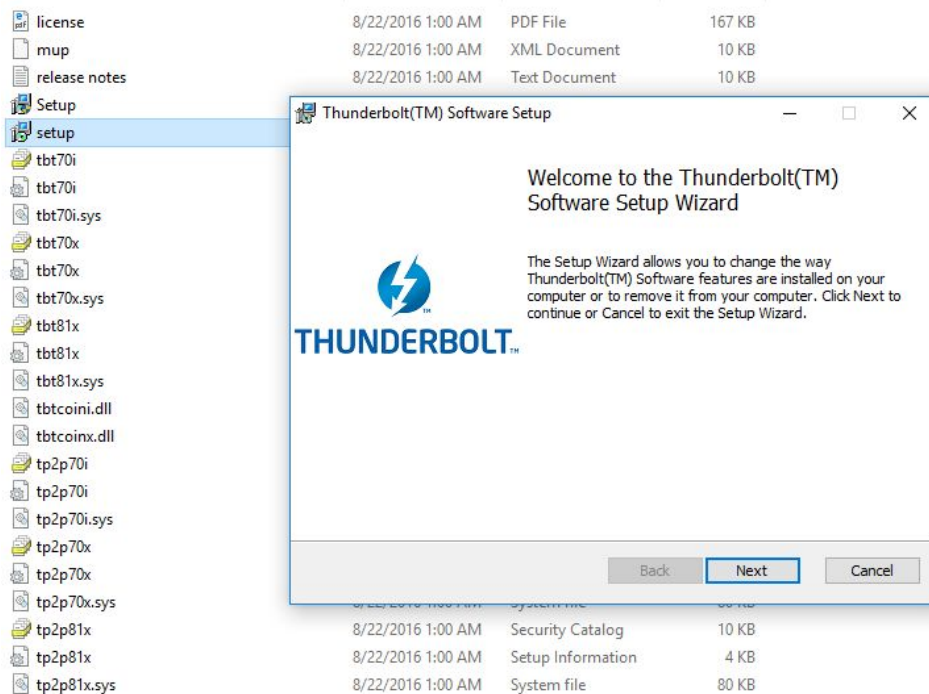 license 8/22/2016 1:00 AM PDF File 167 KB
mup 8/22/2016 1:00 AM XML Document 10 KB
release notes 8/22/2016 1:00 AM Text Document 10 KB
Setup
setup
tbt70i
tbt70i
tbt70i.sys
tbt70x
tbt70x
tbt70x.sys
tbt81x
tbt81x
tbt81x.sys
tbtcoini.dll
tbtcoinx.dll
tp2p70i
tp2p70i
tp2p70i.sys
tp2p70x
tp2p70x
tp2p70x.sys
tp2p81x 8/22/2016 1:00 AM Security Catalog 10 KB
tp2p81x 8/22/2016 1:00 AM Setup Information 4 KB
tp2p81x.sys 8/22/2016 1:00 AM System file 80 KB
Thunderbolt(TM) Software Setup
Welcome to the Thunderbolt(TM)
Software Setup Wizard
The Setup Wizard allows you to change the way
Thunderbolt(TM) Software features are installed on your
computer or to remove it from your computer. Click Next to
continue or Cancel to exit the Setup Wizard.
THUNDERBOLT™
Back Next Cancel